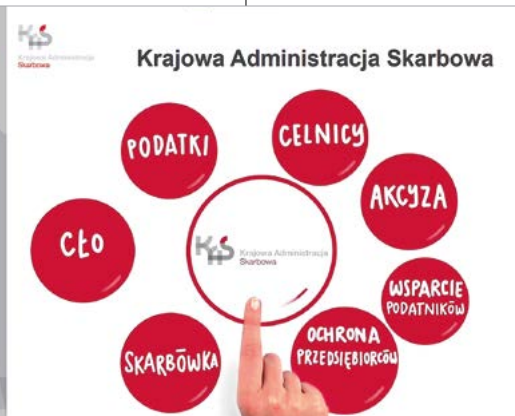 KAS
Krajowa Administracja
Skarbowa
Krajowa Administracja Skarbowa
PODATKI
CELNICY
CŁO
AKCYZA
KAS
Krajowa Administracja
Skarbowa
WSPARCIE
PODATNIKÓW
SKARBÓWKA
OCHRONA
PRZEDSIĘBIORCÓW